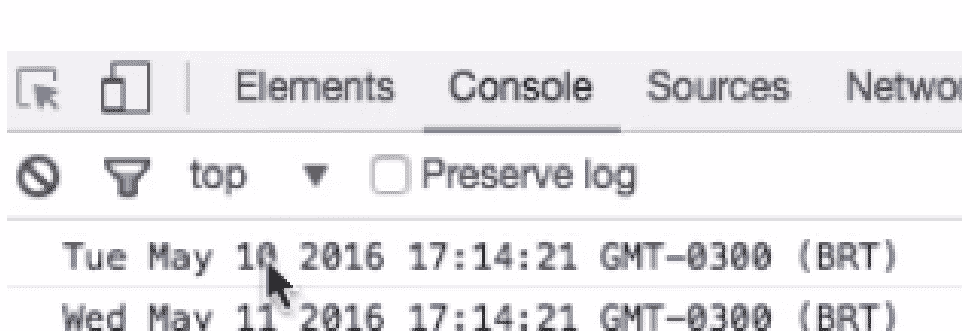 Elements Console Sources
top Preserve log
Tue May 10 2016 17:14:21 GMT-0300 (BRT)
Wed May 11 2016 17:14:21 GMT-0300 (BRT)